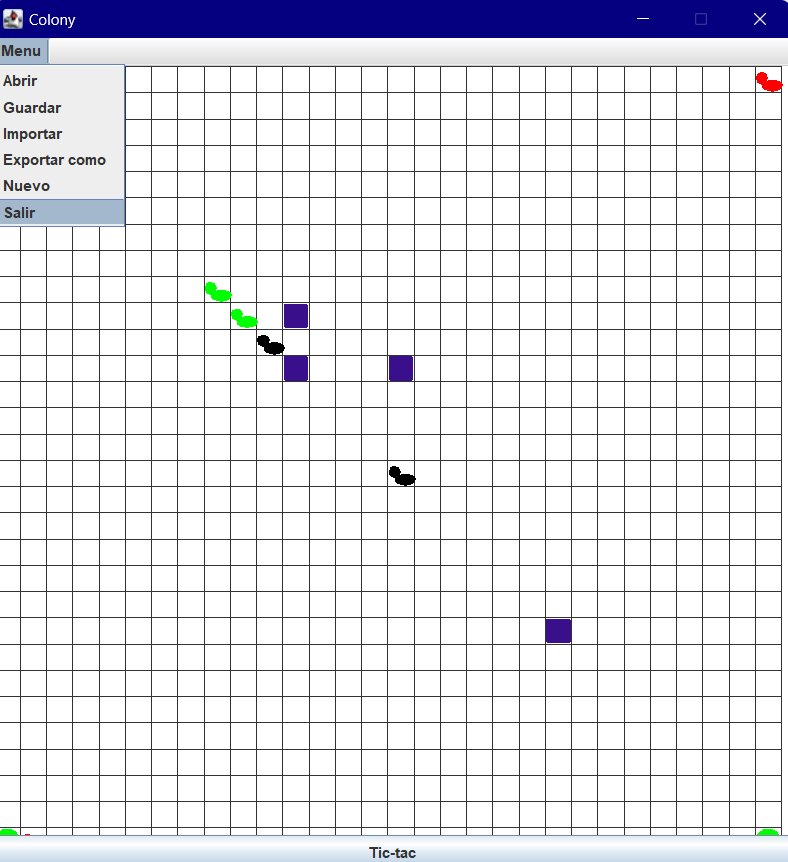 Colony
Menu
Abrir
Guardar
Importar
Exportar como
Nuevo
Salir
Tic-tac